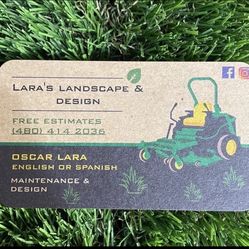 Lara's Landscape & Design
FREE ESTIMATES
(480) 414 2036
OSCAR LARA
ENGLISH OR SPANISH
MAINTENANCE &
DESIGN